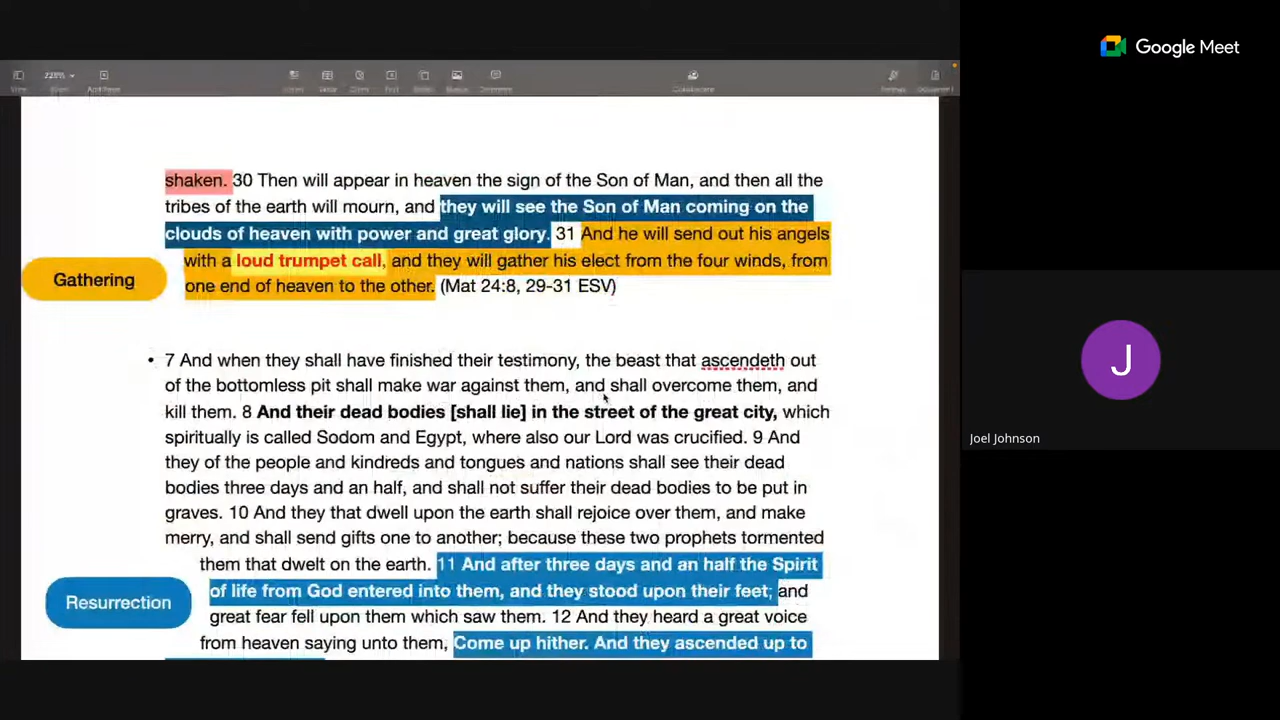 Google Meet
228%
Collaborate
shaken. 30 Then will appear in heaven the sign of the Son of Man, and then all the
tribes of the earth will mourn, and they will see the Son of Man coming on the
clouds of heaven with power and great glory. 31 And he will send out his angels
with a loud trumpet call, and they will gather his elect from the four winds, from
one end of heaven to the other. (Mat 24:8, 29-31 ESV)
Gathering
• 7 And when they shall have finished their testimony, the beast that ascendeth out
of the bottomless pit shall make war against them, and shall overcome them, and
kill them. 8 And their dead bodies [shall lie] in the street of the great city, which
spiritually is called Sodom and Egypt, where also our Lord was crucified. 9 And
they of the people and kindreds and tongues and nations shall see their dead
bodies three days and an half, and shall not suffer their dead bodies to be put in
graves. 10 And they that dwell upon the earth shall rejoice over them, and make
merry, and shall send gifts one to another; because these two prophets tormented
them that dwelt on the earth. 11 And after three days and an half the Spirit
of life from God entered into them, and they stood upon their feet; and
great fear fell upon them which saw them. 12 And they heard a great voice
from heaven saying unto them, Come up hither. And they ascended up to
Resurrection
J
Joel Johnson